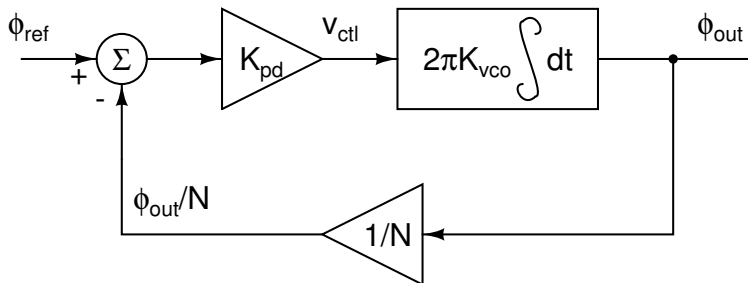 ϕref
+
-
Σ
Kpd
vctl
2πKvco∫dt
ϕout
ϕout/N
1/N